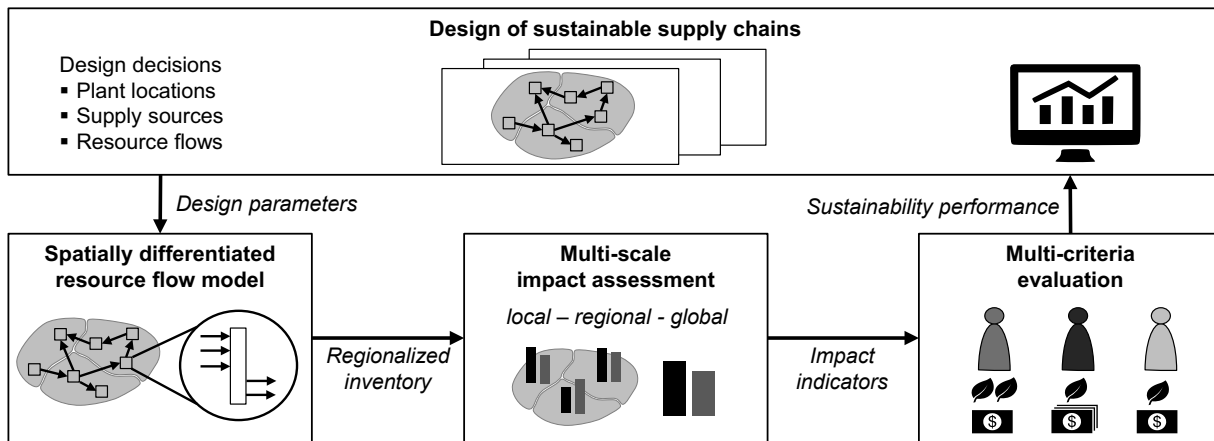 Design of sustainable supply chains
Design decisions
▪ Plant locations
▪ Supply sources
▪ Resource flows
Design parameters
Sustainability performance
Spatially differentiated
resource flow model
Regionalized
inventory
Multi-scale
impact assessment
local – regional - global
Impact
indicators
Multi-criteria
evaluation
$
$
$